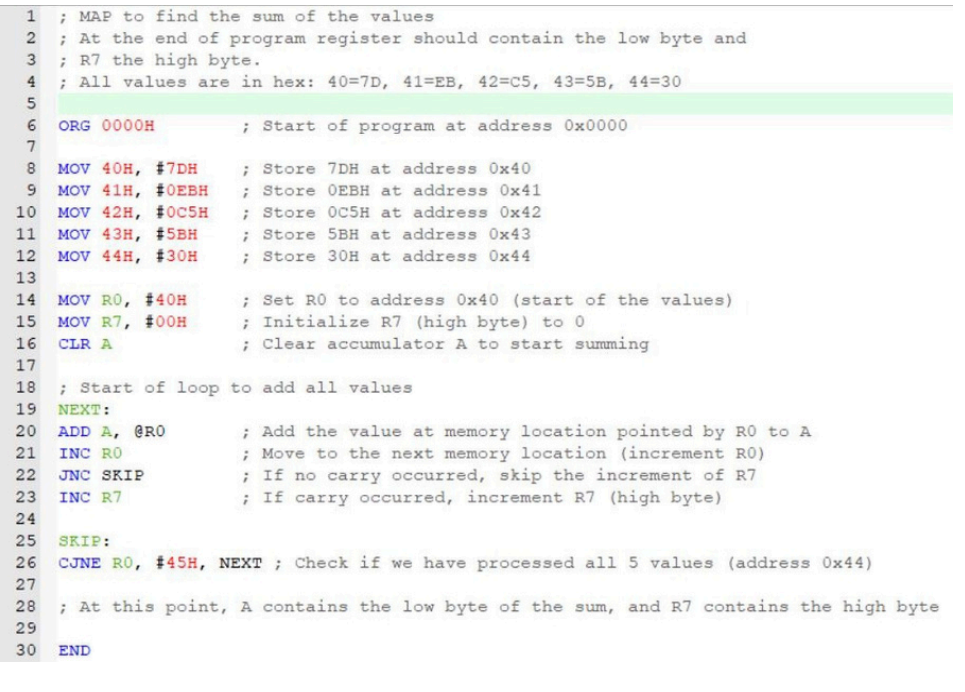 1 ; MAP to find the sum of the values
2 ; At the end of program register should contain the low byte and
3 ; R7 the high byte.
4 ; All values are in hex: 40=7D, 41=EB, 42=C5, 43=5B, 44=30
5
6 ORG 0000H ; Start of program at address 0x0000
7
8 MOV 40H, #7DH ; Store 7DH at address 0x40
9 MOV 41H, #0EBH ; Store 0EBH at address 0x41
10 MOV 42H, #0C5H ; Store 0C5H at address 0x42
11 MOV 43H, #5BH ; Store 5BH at address 0x43
12 MOV 44H, #30H ; Store 30H at address 0x44
13
14 MOV R0, #40H ; Set R0 to address 0x40 (start of the values)
15 MOV R7, #00H ; Initialize R7 (high byte) to 0
16 CLR A ; Clear accumulator A to start summing
17
18 ; Start of loop to add all values
19 NEXT:
20 ADD A, @R0 ; Add the value at memory location pointed by R0 to A
21 INC R0 ; Move to the next memory location (increment R0)
22 JNC SKIP ; If no carry occurred, skip the increment of R7
23 INC R7 ; If carry occurred, increment R7 (high byte)
24
25 SKIP:
26 CJNE R0, #45H, NEXT ; Check if we have processed all 5 values (address 0x44)
27
28 ; At this point, A contains the low byte of the sum, and R7 contains the high byte
29
30 END